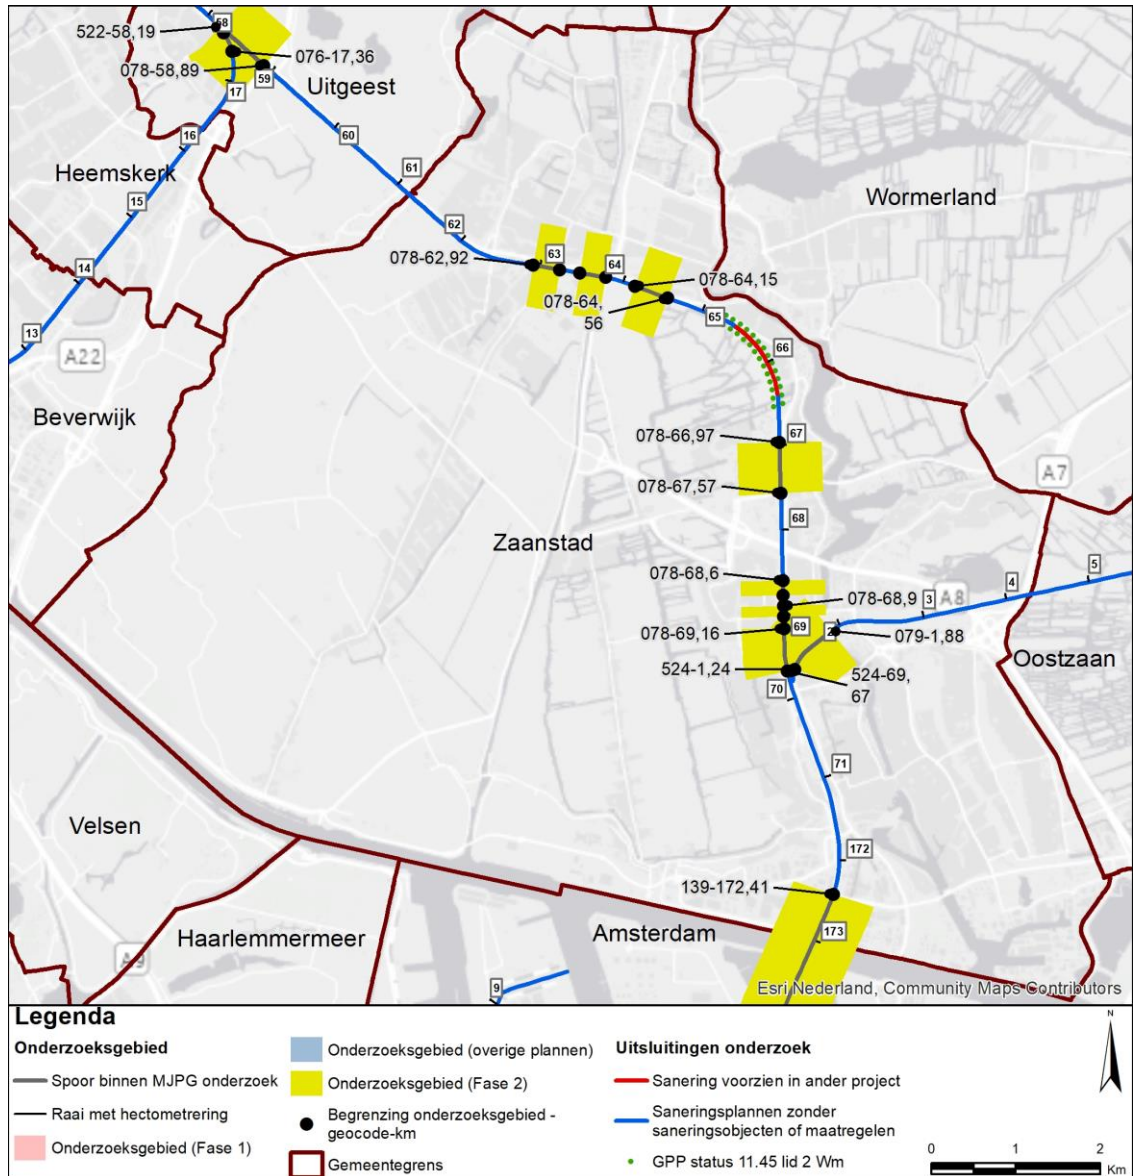 522-58,19
58
076-17,36
078-58,89
59
Uitgeest
17
16
60
61
Heemskerk
15
Wormerland
62
078-62,92
63
64
14
078-64,15
078-64,
56
13
65
A22
66
Beverwijk
078-66,97
67
A7
078-67,57
68
Zaanstad
078-68,6
5
4
A8
3
078-68,9
078-69,16
69
2
079-1,88
524-1,24
524-69,
67
Oostzaan
70
71
Velsen
172
139-172,41
Haarlemmermeer
Amsterdam
173
A9
9
Esri Nederland, Community Maps Contributors
Legenda
Onderzoeksgebied
Spoor binnen MJPG onderzoek
Raai met hectometrering
Onderzoeksgebied (Fase 1)
Onderzoeksgebied (overige plannen)
Onderzoeksgebied (Fase 2)
Begrenzing onderzoeksgebied -
geocode-km
Gemeentegrens
Uitsluitingen onderzoek
Sanering voorzien in ander project
Saneringsplannen zonder
saneringsobjecten of maatregelen
GPP status 11.45 lid 2 Wm
N
0 1 2
Km